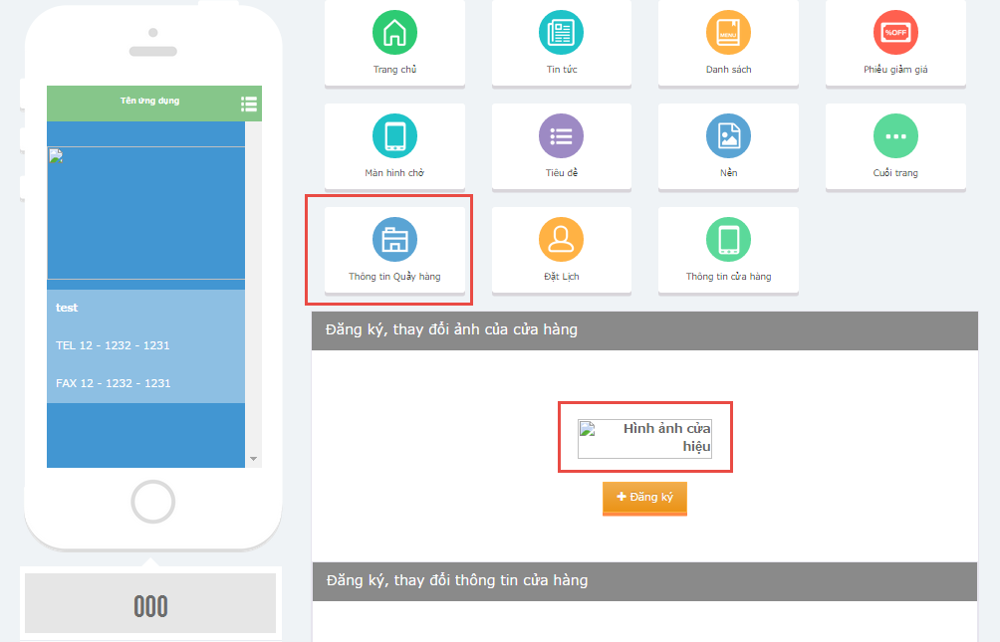 Tên ứng dụng
test
TEL 12 - 1232 - 1231
FAX 12 - 1232 - 1231
000
Trang chủ
Tin tức
MENU
Danh sách
%OFF
Phiếu giảm giá
Màn hình chờ
Tiêu đề
Nền
Cuối trang
Thông tin Quầy hàng
Đặt Lịch
Thông tin cửa hàng
Đăng ký, thay đổi ảnh của cửa hàng
Hình ảnh cửa
hiệu
Đăng ký
Đăng ký, thay đổi thông tin cửa hàng